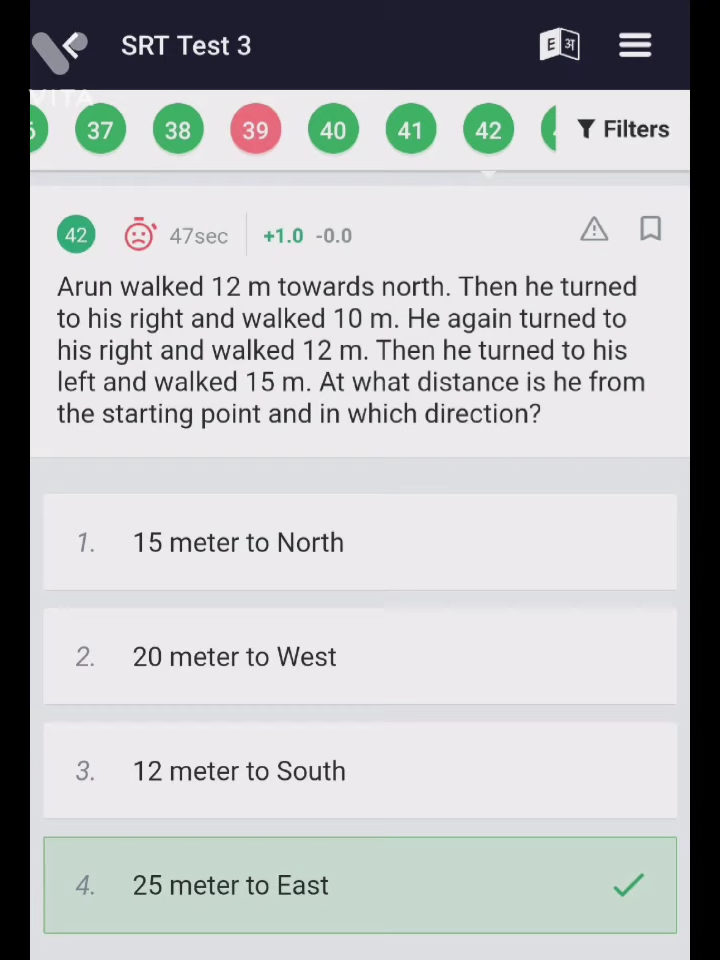 SRT Test 3
E अ
VITA
37 38 39 40 41 42 Filters
42 47sec +1.0 -0.0
Arun walked 12 m towards north. Then he turned
to his right and walked 10 m. He again turned to
his right and walked 12 m. Then he turned to his
left and walked 15 m. At what distance is he from
the starting point and in which direction?
1. 15 meter to North
2. 20 meter to West
3. 12 meter to South
4. 25 meter to East